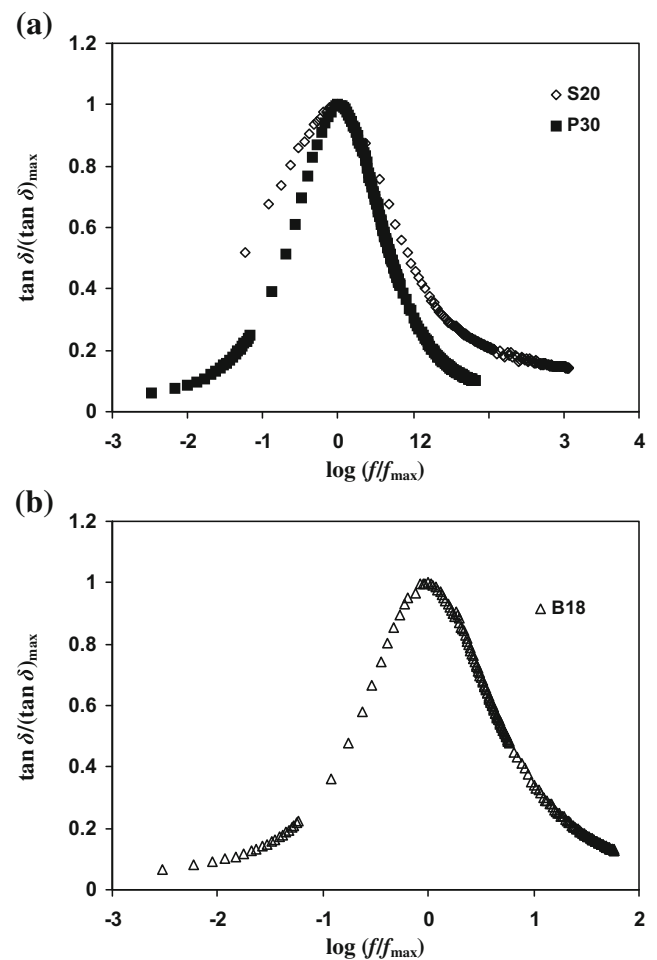 (a)
1.2
1
0.8
0.6
0.4
0.2
0
tan δ/(tan δ)max
S20
P30
-3 -2 -1 0 12 3 4
log (f/fmax)
(b)
1.2
1
0.8
0.6
0.4
0.2
0
tan δ/(tan δ)max
B18
-3 -2 -1 0 1 2
log (f/fmax)